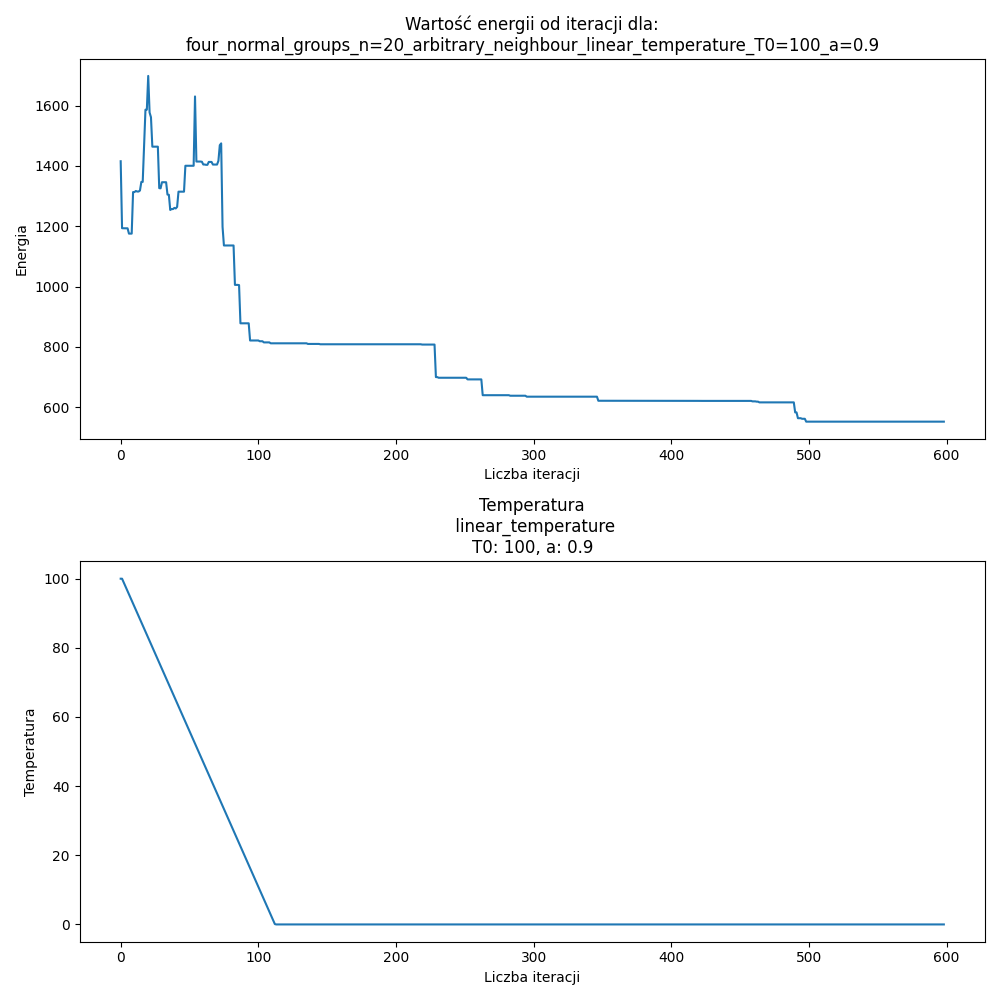 Wartość energii od iteracji dla:
four_normal_groups_n=20_arbitrary_neighbour_linear_temperature_T0=100_a=0.9
1600
1400
1200
1000
800
600
Energia
0 100 200 300 400 500 600
Liczba iteracji
Temperatura
linear_temperature
T0: 100, a: 0.9
100
80
60
40
20
0
Temperatura
0 100 200 300 400 500 600
Liczba iteracji